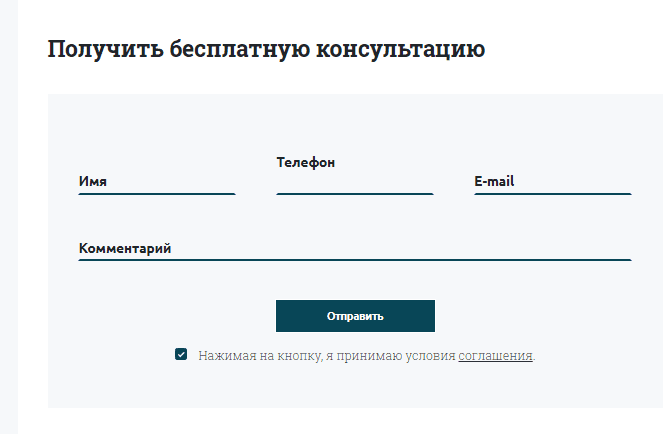 Получить бесплатную консультацию
Имя
Телефон
E-mail
Комментарий
Отправить
Нажимая на кнопку, я принимаю условия соглашения.